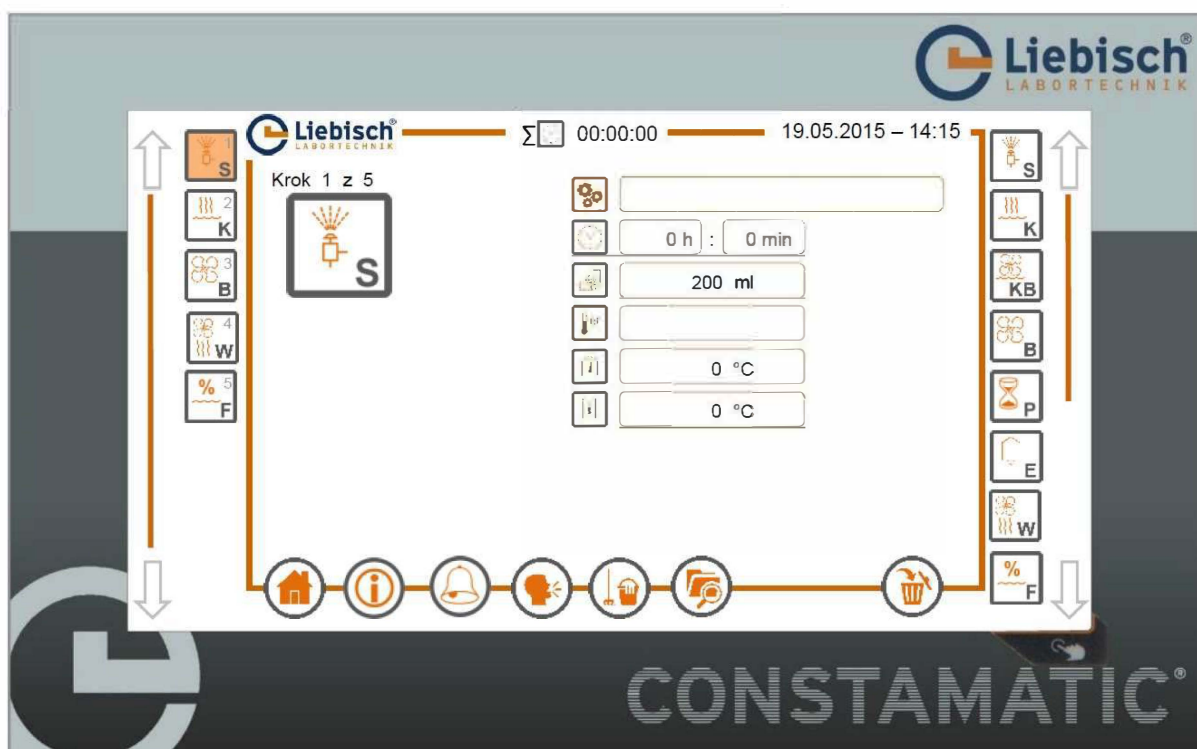 Liebisch®
LABORTECHNIK
Liebisch®
LABORTECHNIK
Σ 00:00:00
19.05.2015 – 14:15
Krok 1 z 5
S
1
S
2
K
3
B
4
W
% 5
F
0 h : 0 min
200 ml
0 °C
0 °C
S
K
KB
B
P
E
W
%
F
CONSTAMATIC®